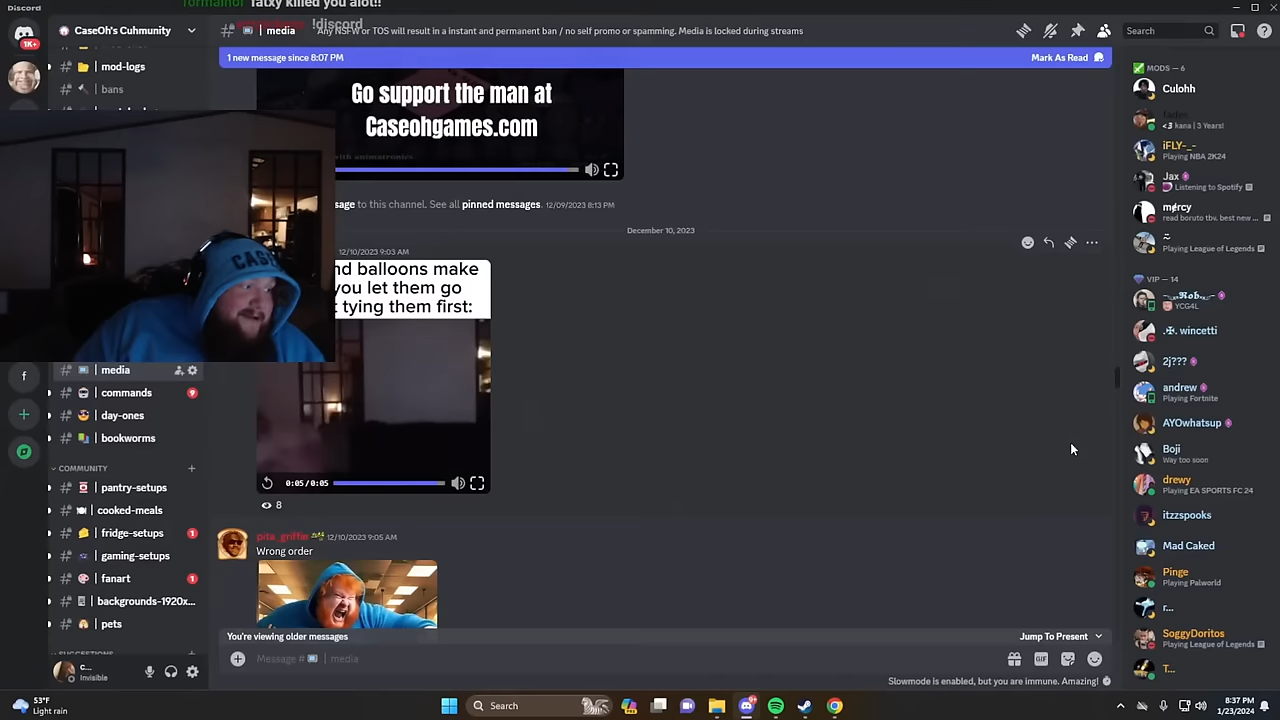 Discord
Tatxy killed you alot!!
!discord
1K+
CaseOh's Cuhmunity
# | media
Any NSFW or TOS will result in a instant and permanent ban / no self promo or spamming. Media is locked during streams
Search
1 new message since 8:07 PM
Mark As Read
mod-logs
bans
Go support the man at
Caseohgames.com
with animatronics
to this channel. See all pinned messages. 12/09/2023 8:13 PM
December 10, 2023
12/10/2023 9:03 AM
nd balloons make
you let them go
tying them first:
CASE
0:05/0:05
8
pita_griffin 12/10/2023 9:05 AM
Wrong order
You're viewing older messages
Jump To Present
Message # | media
Slowmode is enabled, but you are immune. Amazing!
f
media
commands
9
day-ones
bookworms
COMMUNITY
pantry-setups
cooked-meals
fridge-setups
1
gaming-setups
fanart
1
backgrounds-1920x...
pets
c...
Invisible
MODS — 6
Culohh
fades
<3 kana | 3 Years!
iFLY-_-
Playing NBA 2K24
Jax
Listening to Spotify
mercy
read boruto tbv. best new ...
Playing League of Legends
VIP — 14
YCG4L
wincetti
2j???
andrew
Playing Fortnite
AYOwhatsup
Boji
Way too soon
drewy
Playing EA SPORTS FC 24
itzzspooks
Mad Caked
Pinge
Playing Palworld
r...
SoggyDoritos
Playing League of Legends
T...
53°F
Light rain
Search
8:37 PM
1/23/2024